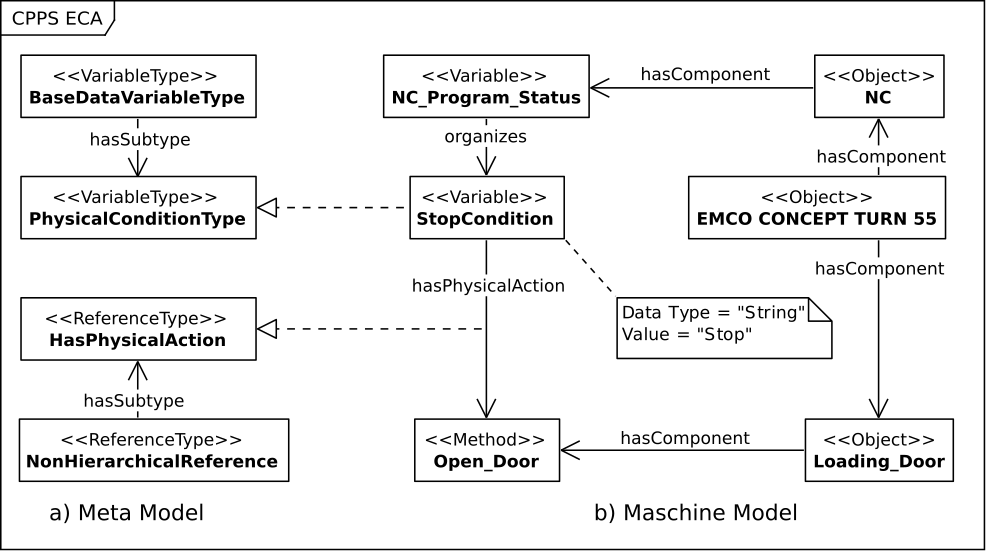 CPPS ECA
<<VariableType>>
BaseDataVariableType
hasSubtype
<<VariableType>>
PhysicalConditionType
<<ReferenceType>>
HasPhysicalAction
hasSubtype
<<ReferenceType>>
NonHierarchicalReference
a) Meta Model
<<Variable>>
NC_Program_Status
hasComponent
<<Object>>
NC
organizes
hasComponent
<<Variable>>
StopCondition
<<Object>>
EMCO CONCEPT TURN 55
hasPhysicalAction
hasComponent
Data Type = "String"
Value = "Stop"
<<Method>>
Open_Door
hasComponent
<<Object>>
Loading_Door
b) Maschine Model